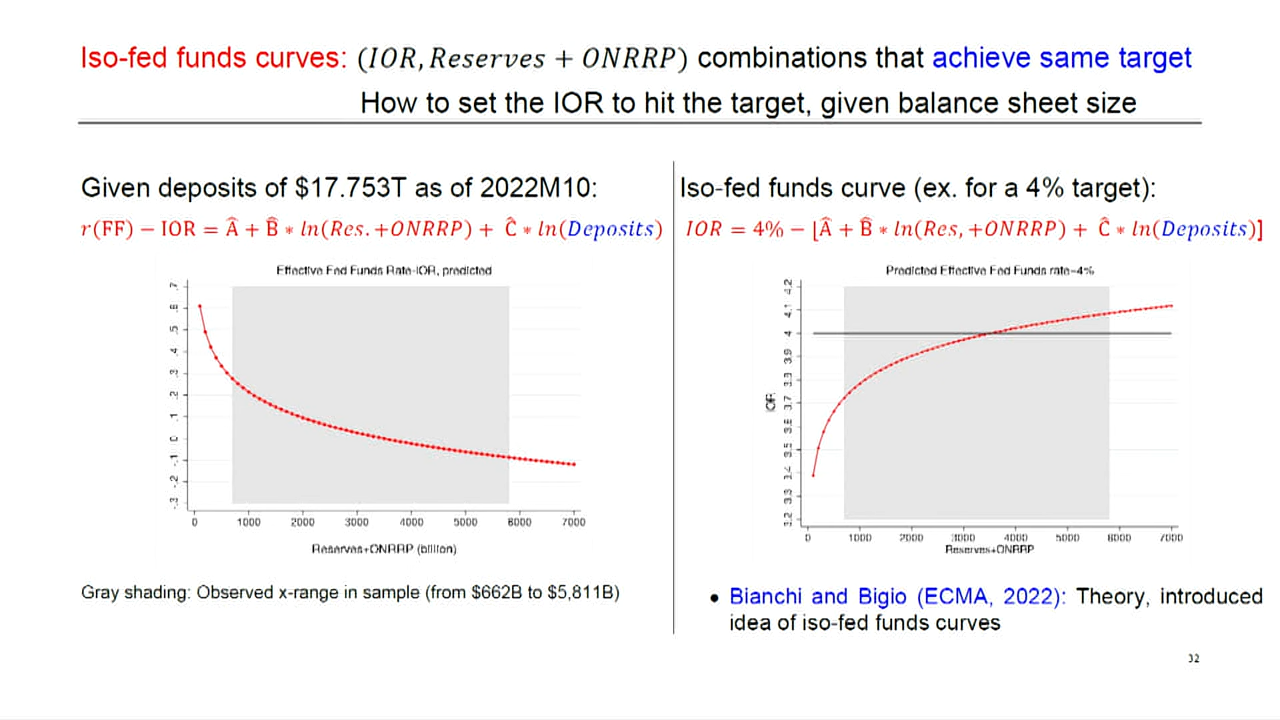 Iso-fed funds curves: (IOR, Reserves + ONRRP) combinations that achieve same target
How to set the IOR to hit the target, given balance sheet size
Given deposits of $17.753T as of 2022M10:
r(FF) − IOR = Â + B̂ * ln(Res. +ONRRP) + Ĉ * ln(Deposits)
Effective Fed Funds Rate-IOR, predicted
.7
.6
.5
.4
.3
.2
.1
0
-.1
-.2
-.3
0 1000 2000 3000 4000 5000 6000 7000
Reserves+ONRRP (billion)
Gray shading: Observed x-range in sample (from $662B to $5,811B)
Iso-fed funds curve (ex. for a 4% target):
IOR = 4% − [Â + B̂ * ln(Res, +ONRRP) + Ĉ * ln(Deposits)]
Predicted Effective Fed Funds rate=4%
4.2
4.1
4
3.9
3.8
3.7
3.6
3.5
3.4
3.3
3.2
IOR
0 1000 2000 3000 4000 5000 6000 7000
Reserves+ONRRP
• Bianchi and Bigio (ECMA, 2022): Theory, introduced
idea of iso-fed funds curves
32